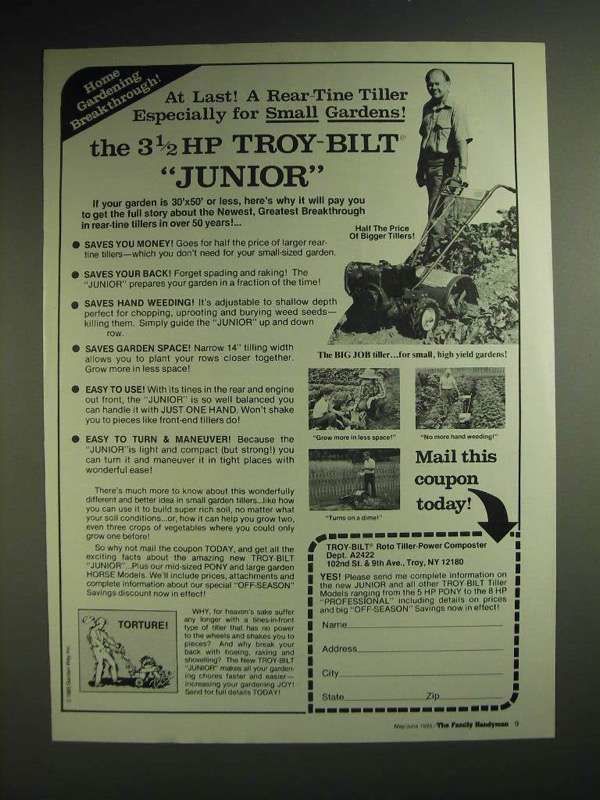 Home
Gardening
Breakthrough!
At Last! A Rear-Tine Tiller
Especially for Small Gardens!
the 3½ HP TROY-BILT®
"JUNIOR"
If your garden is 30'x50' or less, here's why it will pay you
to get the full story about the Newest, Greatest Breakthrough
in rear-tine tillers in over 50 years!...
Half The Price
Of Bigger Tillers!
● SAVES YOU MONEY! Goes for half the price of larger rear-
tine tillers—which you don't need for your small-sized garden.
● SAVES YOUR BACK! Forget spading and raking! The
"JUNIOR" prepares your garden in a fraction of the time!
● SAVES HAND WEEDING! It's adjustable to shallow depth
perfect for chopping, uprooting and burying weed seeds—
killing them. Simply guide the "JUNIOR" up and down
row.
● SAVES GARDEN SPACE! Narrow 14" tilling width
allows you to plant your rows closer together.
Grow more in less space!
● EASY TO USE! With its tines in the rear and engine
out front, the "JUNIOR" is so well balanced you
can handle it with JUST ONE HAND. Won't shake
you to pieces like front-end tillers do!
● EASY TO TURN & MANEUVER! Because the
"JUNIOR" is light and compact (but strong!) you
can turn it and maneuver it in tight places with
wonderful ease!
The BIG JOB tiller...for small, high yield gardens!
"Grow more in less space!"
"No more hand weeding!"
"Turns on a dime!"
Mail this
coupon
today!
There's much more to know about this wonderfully
different and better idea in small garden tillers...like how
you can use it to build super rich soil, no matter what
your soil conditions...or, how it can help you grow two,
even three crops of vegetables where you could only
grow one before!
So why not mail the coupon TODAY, and get all the
exciting facts about the amazing new TROY-BILT
"JUNIOR"...Plus our mid-sized PONY and large garden
HORSE Models. We'll include prices, attachments and
complete information about our special "OFF-SEASON"
Savings discount now in effect!
TORTURE!
WHY, for heaven's sake suffer
any longer with a tines-in-front
type of tiller that has no power
to the wheels and shakes you to
pieces? And why break your
back with hoeing, raking and
shovelling? The New TROY-BILT
"JUNIOR" makes all your garden-
ing chores faster and easier—
increasing your gardening JOY!
Send for full details TODAY!
TROY-BILT® Roto Tiller-Power Composter
Dept. A2422
102nd St. & 9th Ave., Troy, NY 12180
YES! Please send me complete information on
the new JUNIOR and all other TROY-BILT Tiller
Models ranging from the 5 HP PONY to the 8 HP
"PROFESSIONAL" including details on prices
and big "OFF-SEASON" Savings now in effect!
Name
Address
City
State Zip
© 1985 Garden Way, Inc.
May/June 1985 / The Family Handyman 9